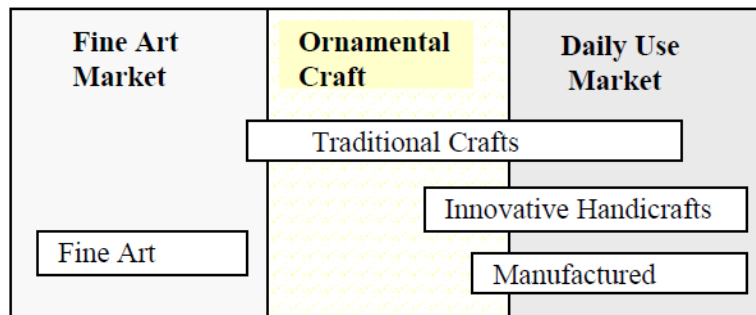 Fine Art
Market
Ornamental
Craft
Daily Use
Market
Traditional Crafts
Innovative Handicrafts
Fine Art
Manufactured